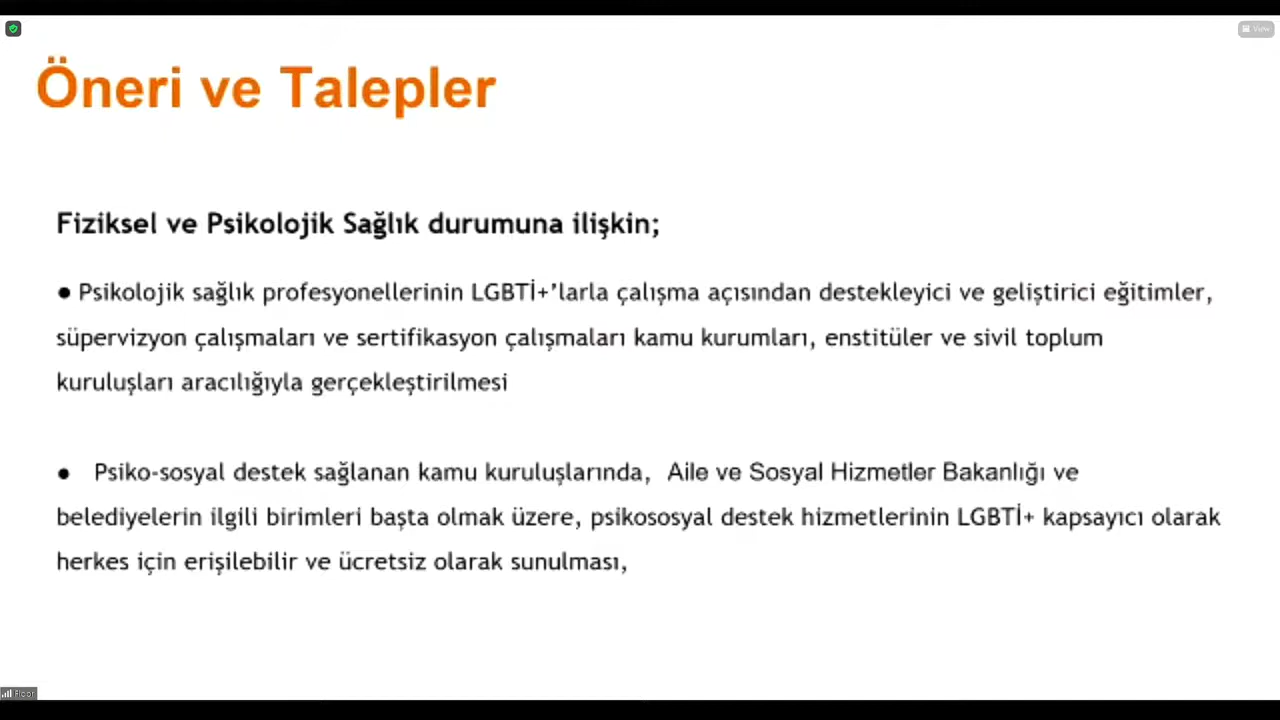 View
Öneri ve Talepler
Fiziksel ve Psikolojik Sağlık durumuna ilişkin;
● Psikolojik sağlık profesyonellerinin LGBTİ+'larla çalışma açısından destekleyici ve geliştirici eğitimler,
süpervizyon çalışmaları ve sertifikasyon çalışmaları kamu kurumları, enstitüler ve sivil toplum
kuruluşları aracılığıyla gerçekleştirilmesi
● Psiko-sosyal destek sağlanan kamu kuruluşlarında, Aile ve Sosyal Hizmetler Bakanlığı ve
belediyelerin ilgili birimleri başta olmak üzere, psikososyal destek hizmetlerinin LGBTİ+ kapsayıcı olarak
herkes için erişilebilir ve ücretsiz olarak sunulması,
Floor